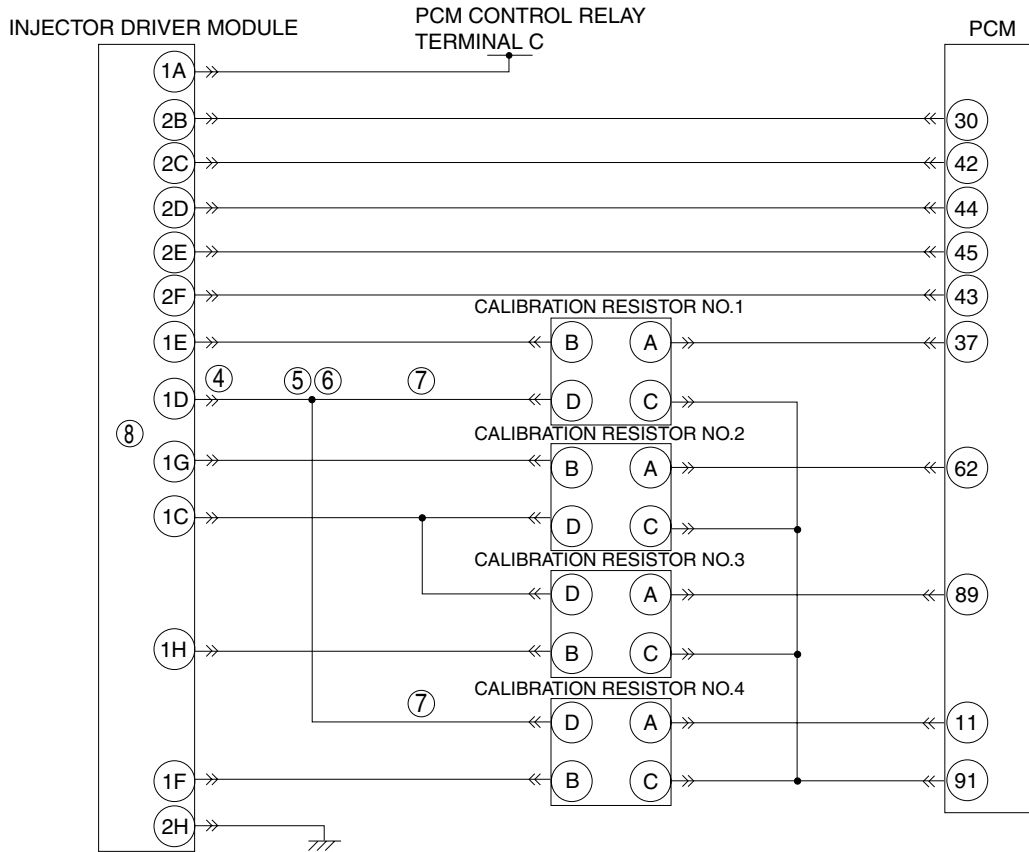 PCM CONTROL RELAY
TERMINAL C
INJECTOR DRIVER MODULE
PCM
1A
2B
30
2C
42
2D
44
2E
45
2F
43
CALIBRATION RESISTOR NO.1
1E
B
A
37
④
⑤⑥
⑦
1D
D
C
⑧
CALIBRATION RESISTOR NO.2
1G
B
A
62
1C
D
C
CALIBRATION RESISTOR NO.3
D
A
89
1H
B
C
CALIBRATION RESISTOR NO.4
⑦
D
A
11
1F
B
C
91
2H